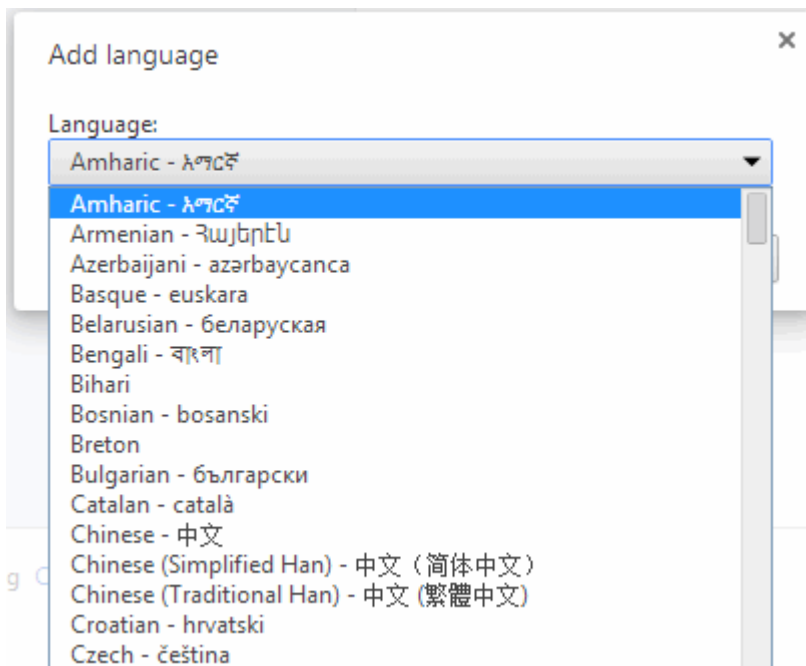 Add language
Language:
Amharic - አማርኛ
Amharic - አማርኛ
Armenian - Հայերէն
Azerbaijani - azərbaycanca
Basque - euskara
Belarusian - беларуская
Bengali - বাংলা
Bihari
Bosnian - bosanski
Breton
Bulgarian - български
Catalan - català
Chinese - 中文
Chinese (Simplified Han) - 中文（简体中文）
Chinese (Traditional Han) - 中文 (繁體中文)
Croatian - hrvatski
Czech - čeština